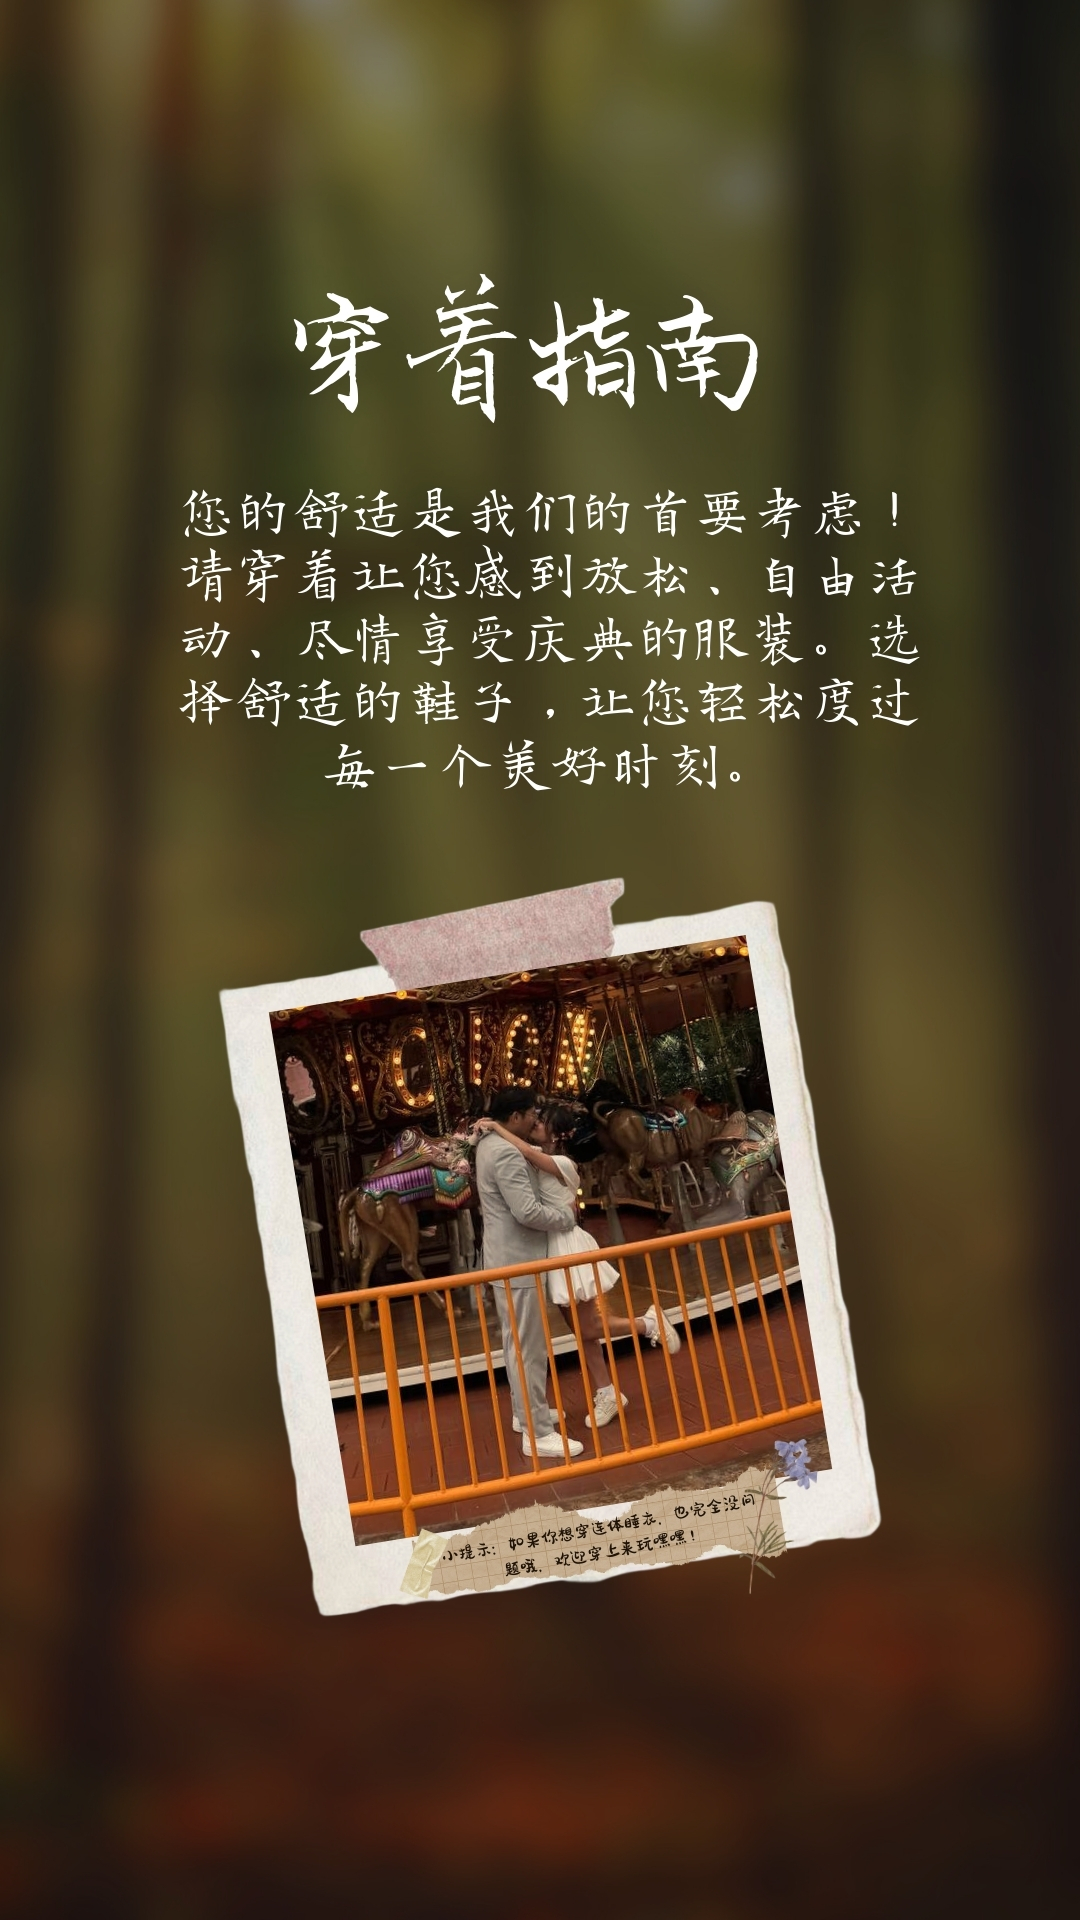 穿着指南
您的舒适是我们的首要考虑！
请穿着让您感到放松、自由活
动、尽情享受庆典的服装。选
择舒适的鞋子，让您轻松度过
每一个美好时刻。
小提示：如果你想穿连体睡衣，也完全没问
题哦，欢迎穿上来玩嘿嘿！